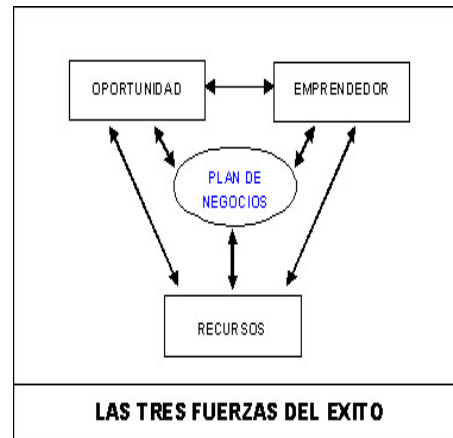 OPORTUNIDAD
EMPRENDEDOR
PLAN DE
NEGOCIOS
RECURSOS
LAS TRES FUERZAS DEL EXITO